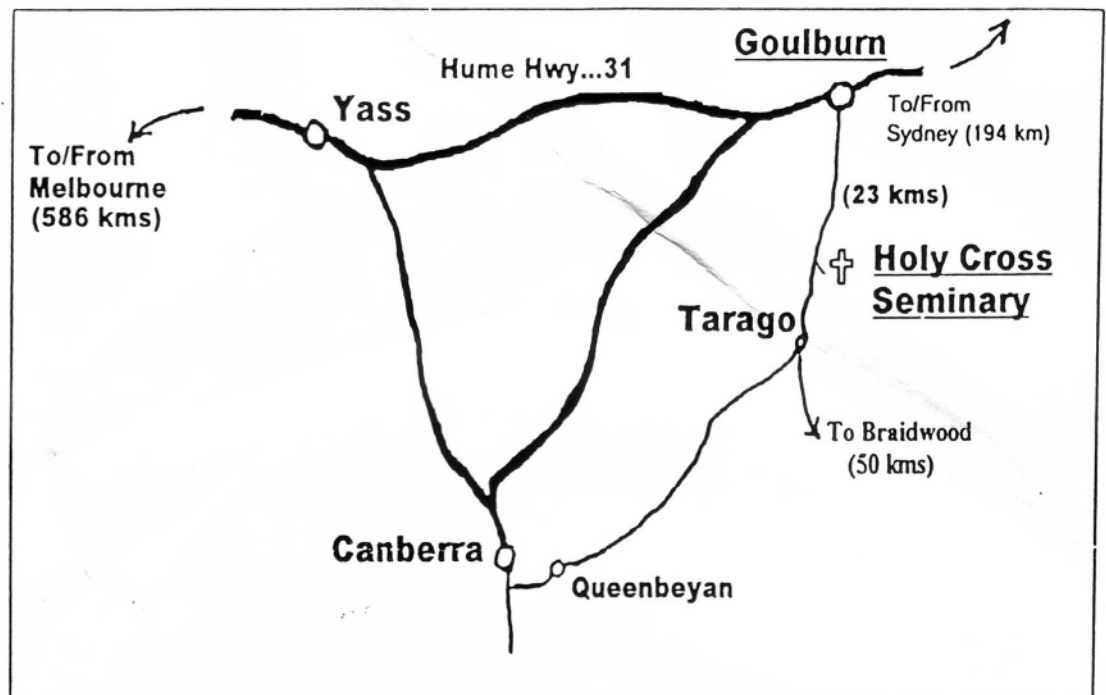 Goulburn
Hume Hwy...31
To/From
Sydney (194 km)
Yass
To/From
Melbourne
(586 kms)
(23 kms)
Holy Cross
Seminary
Tarago
To Braidwood
(50 kms)
Canberra
Queenbeyan